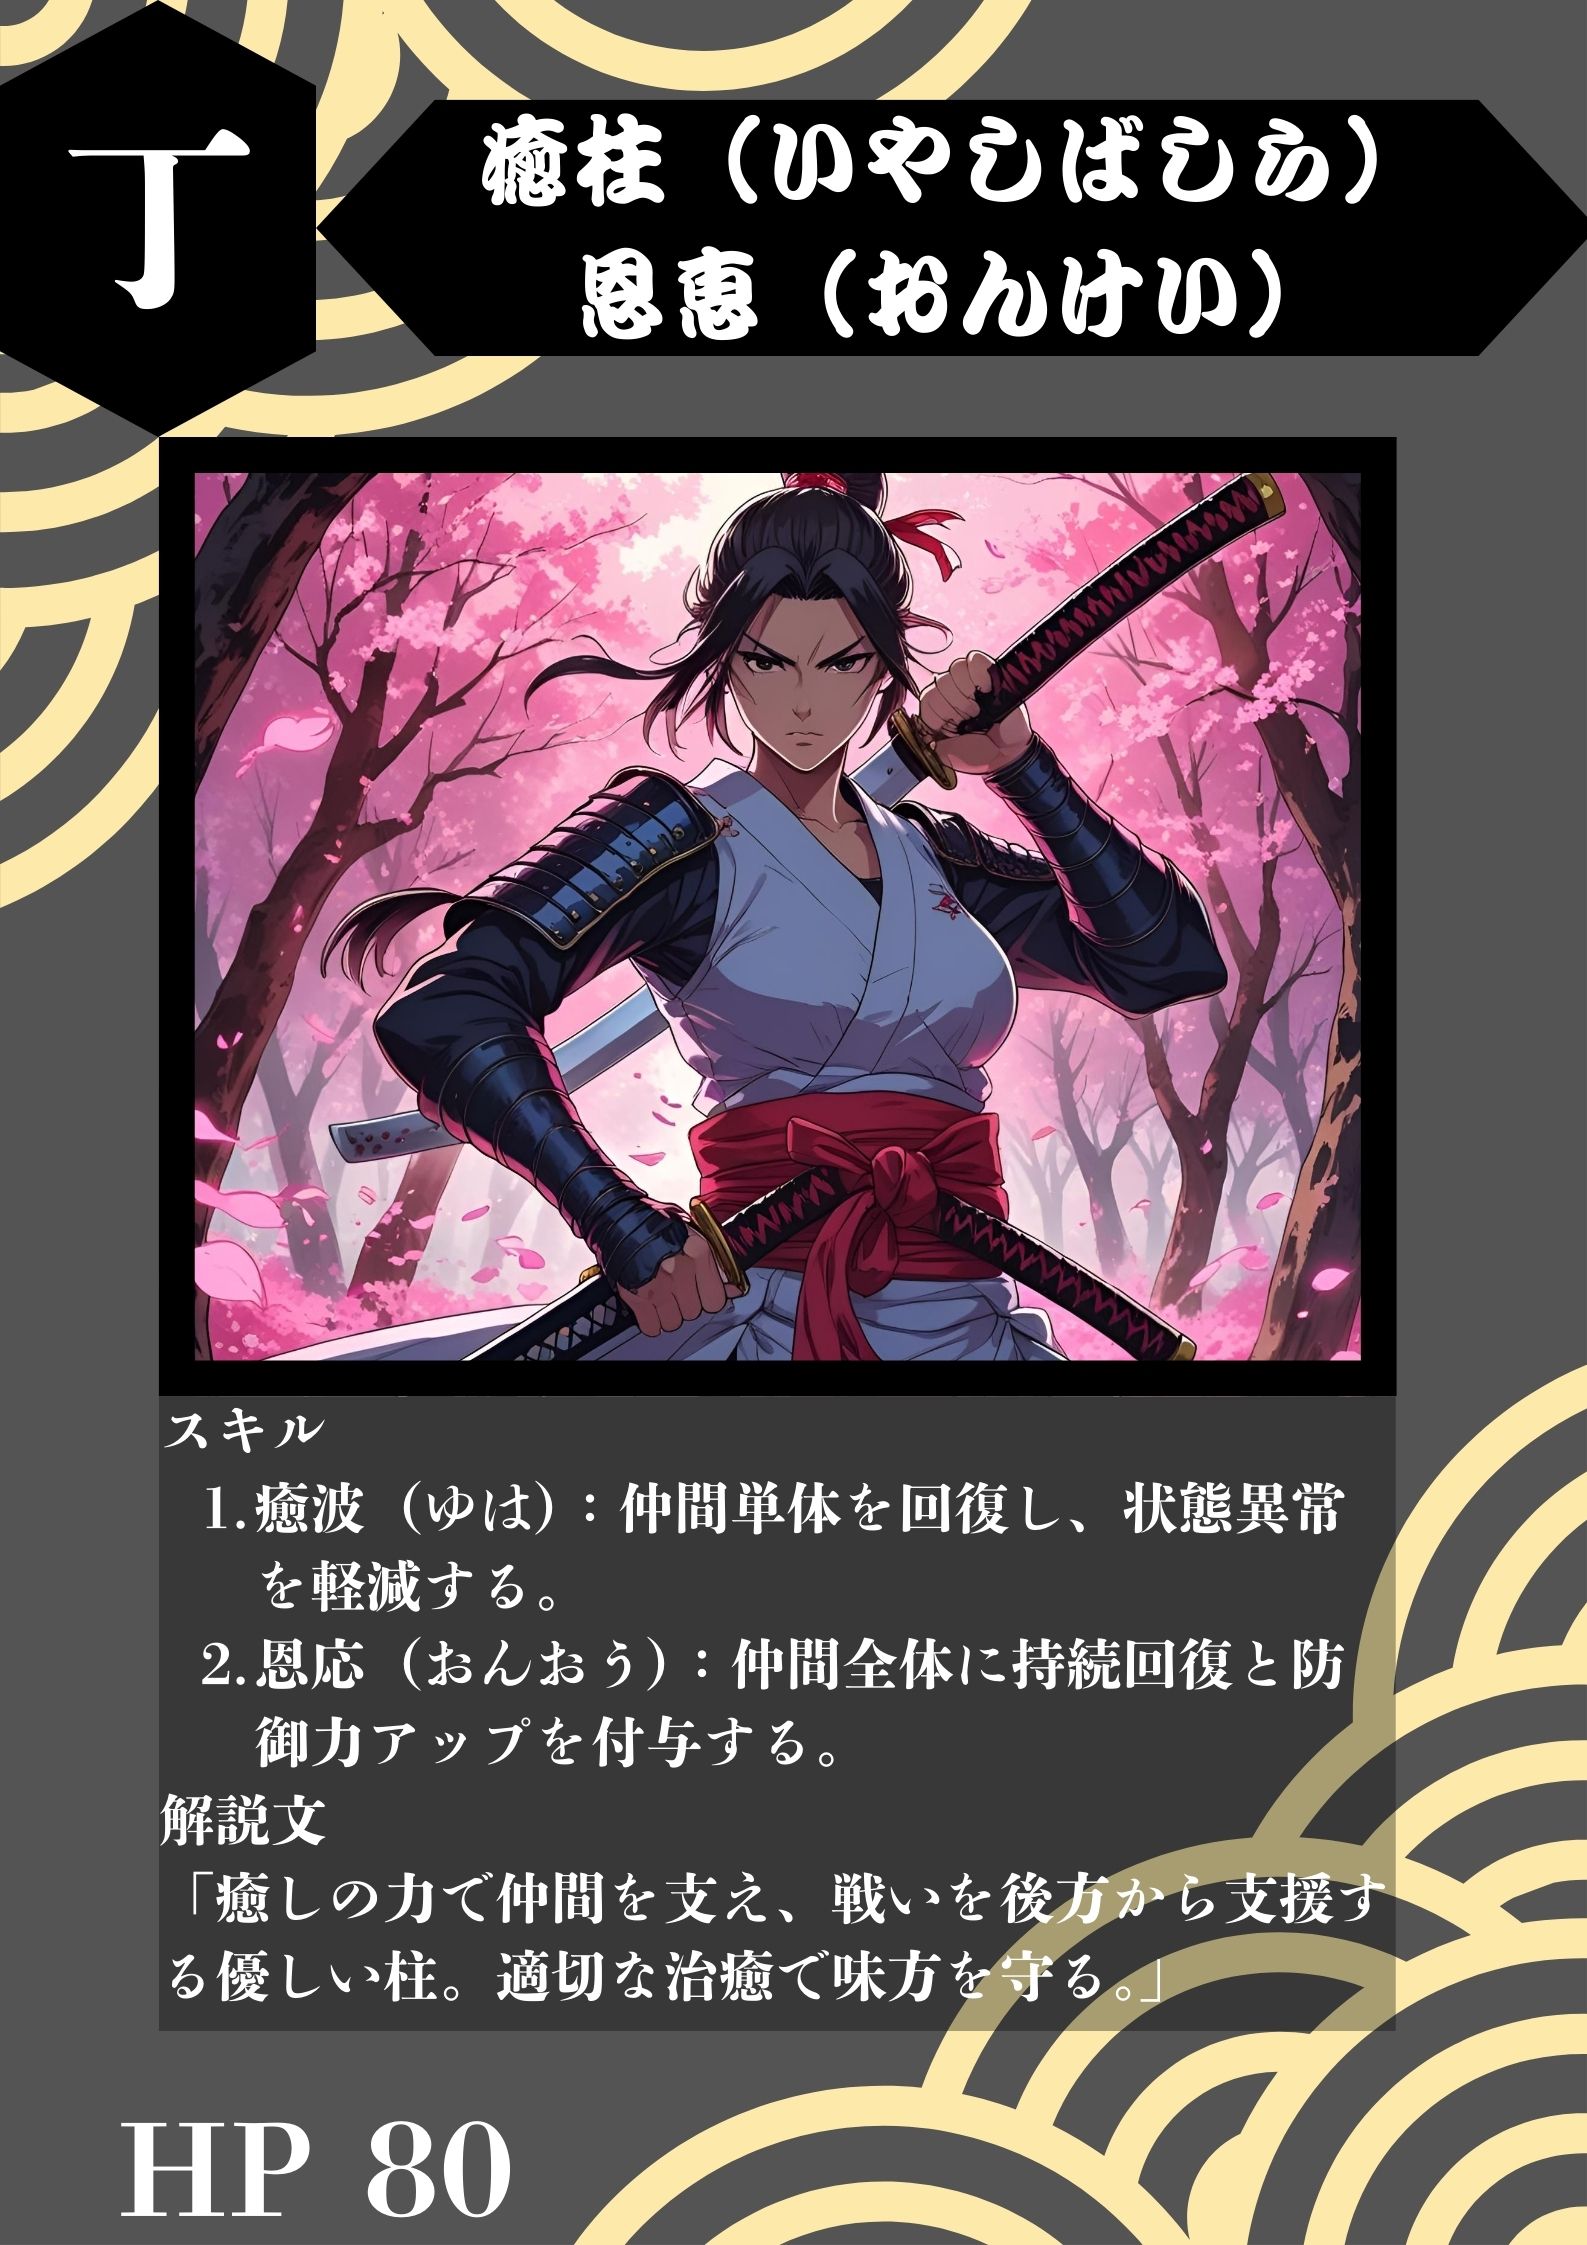 丁
癒柱（いやしばしら）
恩恵（おんけい）
スキル
1.癒波（ゆは）：仲間単体を回復し、状態異常
を軽減する。
2.恩応（おんおう）：仲間全体に持続回復と防
御力アップを付与する。
解説文
「癒しの力で仲間を支え、戦いを後方から支援す
る優しい柱。適切な治癒で味方を守る。」
HP 80